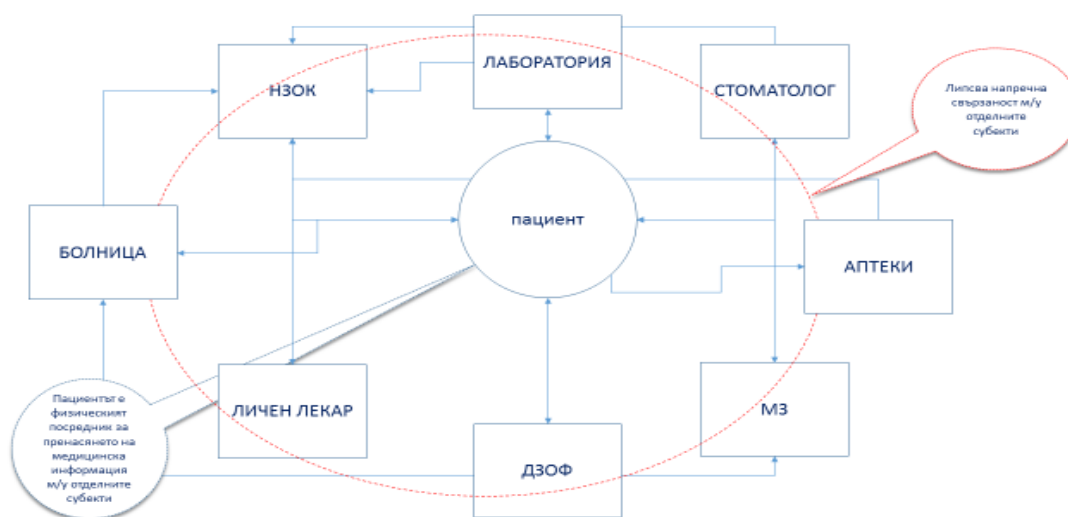 ЛАБОРАТОРИЯ
НЗОК
СТОМАТОЛОГ
Липсва напречна
свързаност м/у
отделните
субекти
пациент
БОЛНИЦА
АПТЕКИ
ЛИЧЕН ЛЕКАР
МЗ
Пациентът е
физическият
посредник за
пренасянето на
медицинска
информация
м/у отделните
субекти
ДЗОФ